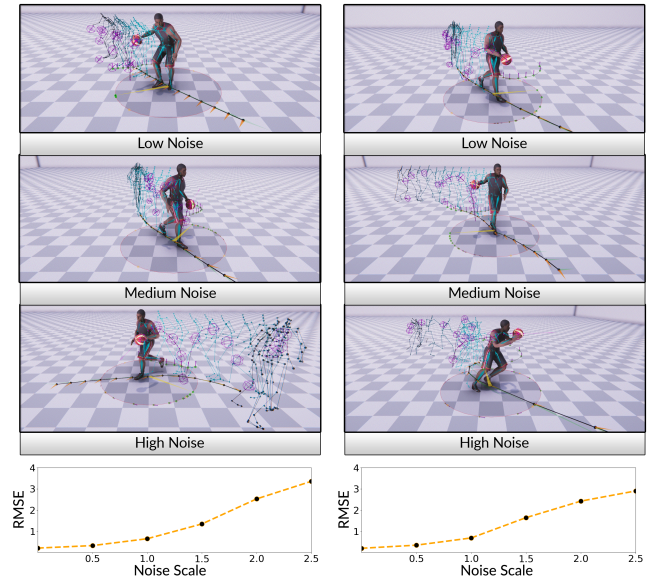 Low Noise
Low Noise
Medium Noise
Medium Noise
High Noise
High Noise
4
3
2
1
RMSE
0.5 1.0 1.5 2.0 2.5
Noise Scale
4
3
2
1
RMSE
0.5 1.0 1.5 2.0 2.5
Noise Scale